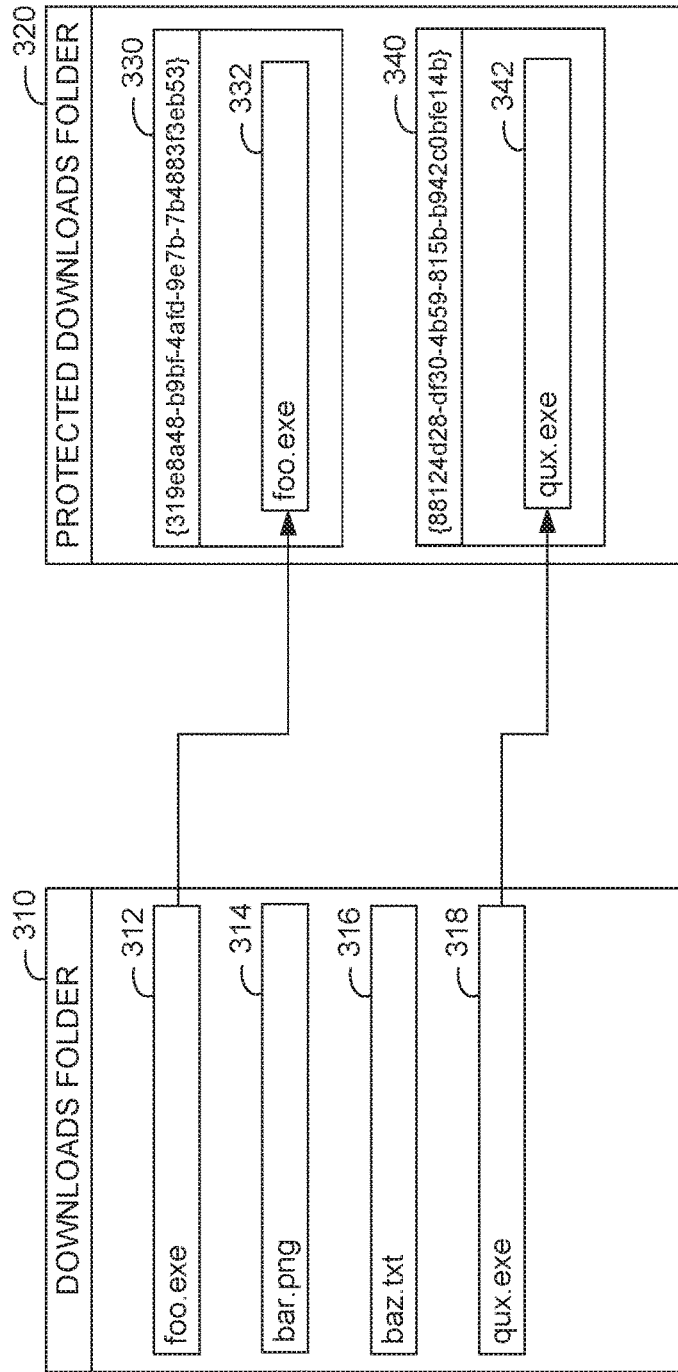 DOWNLOADS FOLDER
310
foo.exe
312
bar.png
314
baz.txt
316
qux.exe
318
PROTECTED DOWNLOADS FOLDER
320
{319e8a48-b9bf-4afd-9e7b-7b4883f3eb53}
330
foo.exe
332
{88124d28-df30-4b59-815b-b942c0bfe14b}
340
qux.exe
342